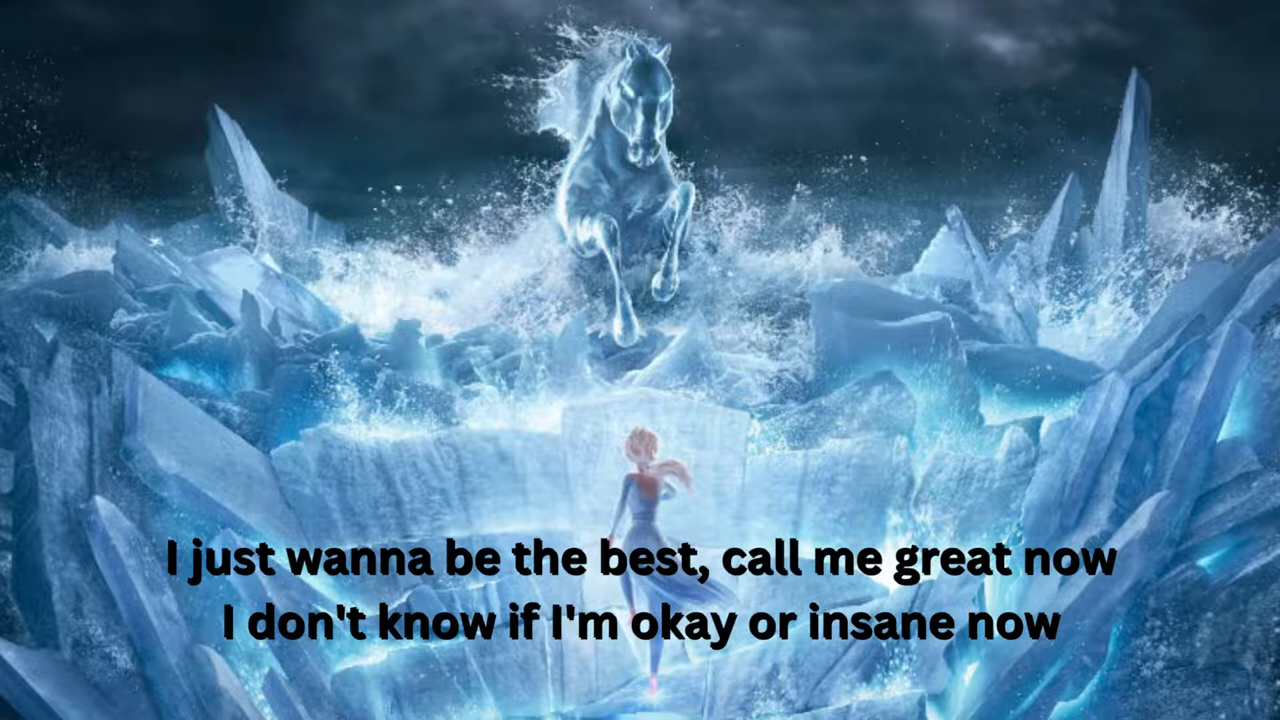 I just wanna be the best, call me great now
I don't know if I'm okay or insane now